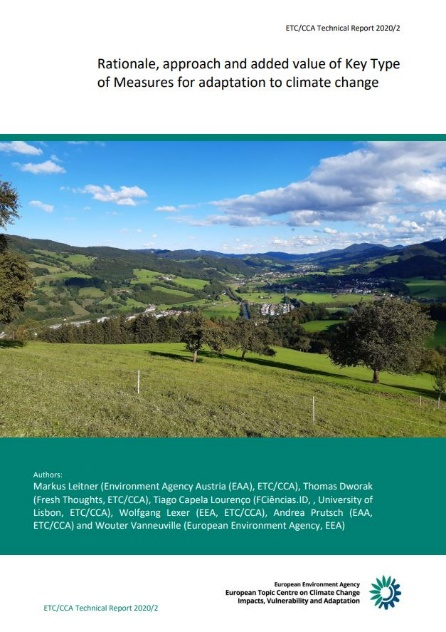 ETC/CCA Technical Report 2020/2
Rationale, approach and added value of Key Type
of Measures for adaptation to climate change
Authors:
Markus Leitner (Environment Agency Austria (EAA), ETC/CCA), Thomas Dworak
(Fresh Thoughts, ETC/CCA), Tiago Capela Lourenço (FCiências.ID, , University of
Lisbon, ETC/CCA), Wolfgang Lexer (EEA, ETC/CCA), Andrea Prutsch (EAA,
ETC/CCA) and Wouter Vanneuville (European Environment Agency, EEA)
European Environment Agency
European Topic Centre on Climate Change
Impacts, Vulnerability and Adaptation
ETC/CCA Technical Report 2020/2